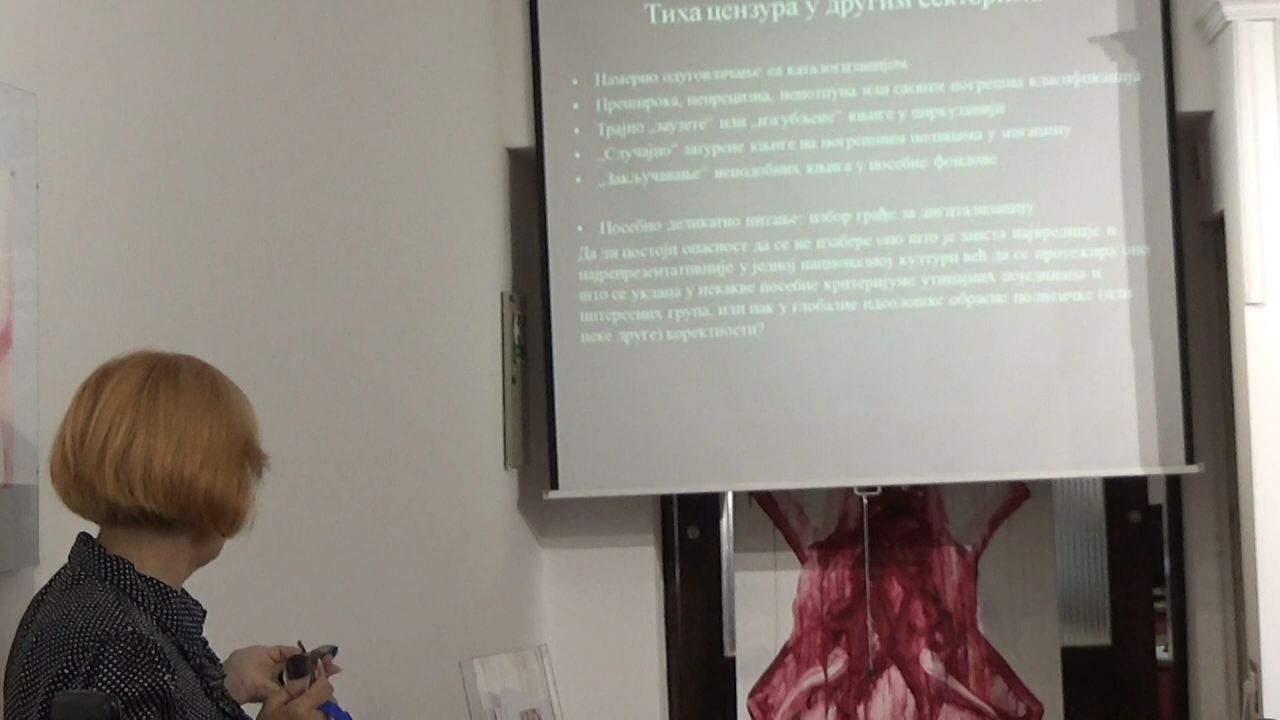 Тиха цензура у другим секторима
• Намерно одуговлачање са каталогизацијом
• Преширока, непрецизна, непотпуна или сасвим погрешна класификација
• Трајно „заузете“ или „изгубљене“ књиге у циркулацији
• „Случајно“ затурене књиге на погрешним полицама у магацину
• „Закључавање“ неподобних књига у посебне фондове
• Посебно деликатно питање: избор грађе за дигитализацију
Да ли постоји опасност да се не изабере оно што је заиста највредније и
најрепрезентативније у једној националној култури већ да се протежира оно
што се уклапа у некакве посебне критеријуме утицајних појединаца и
интересних група, или пак у глобалне идеолошке обрасце политичке (или
неке друге) коректности?